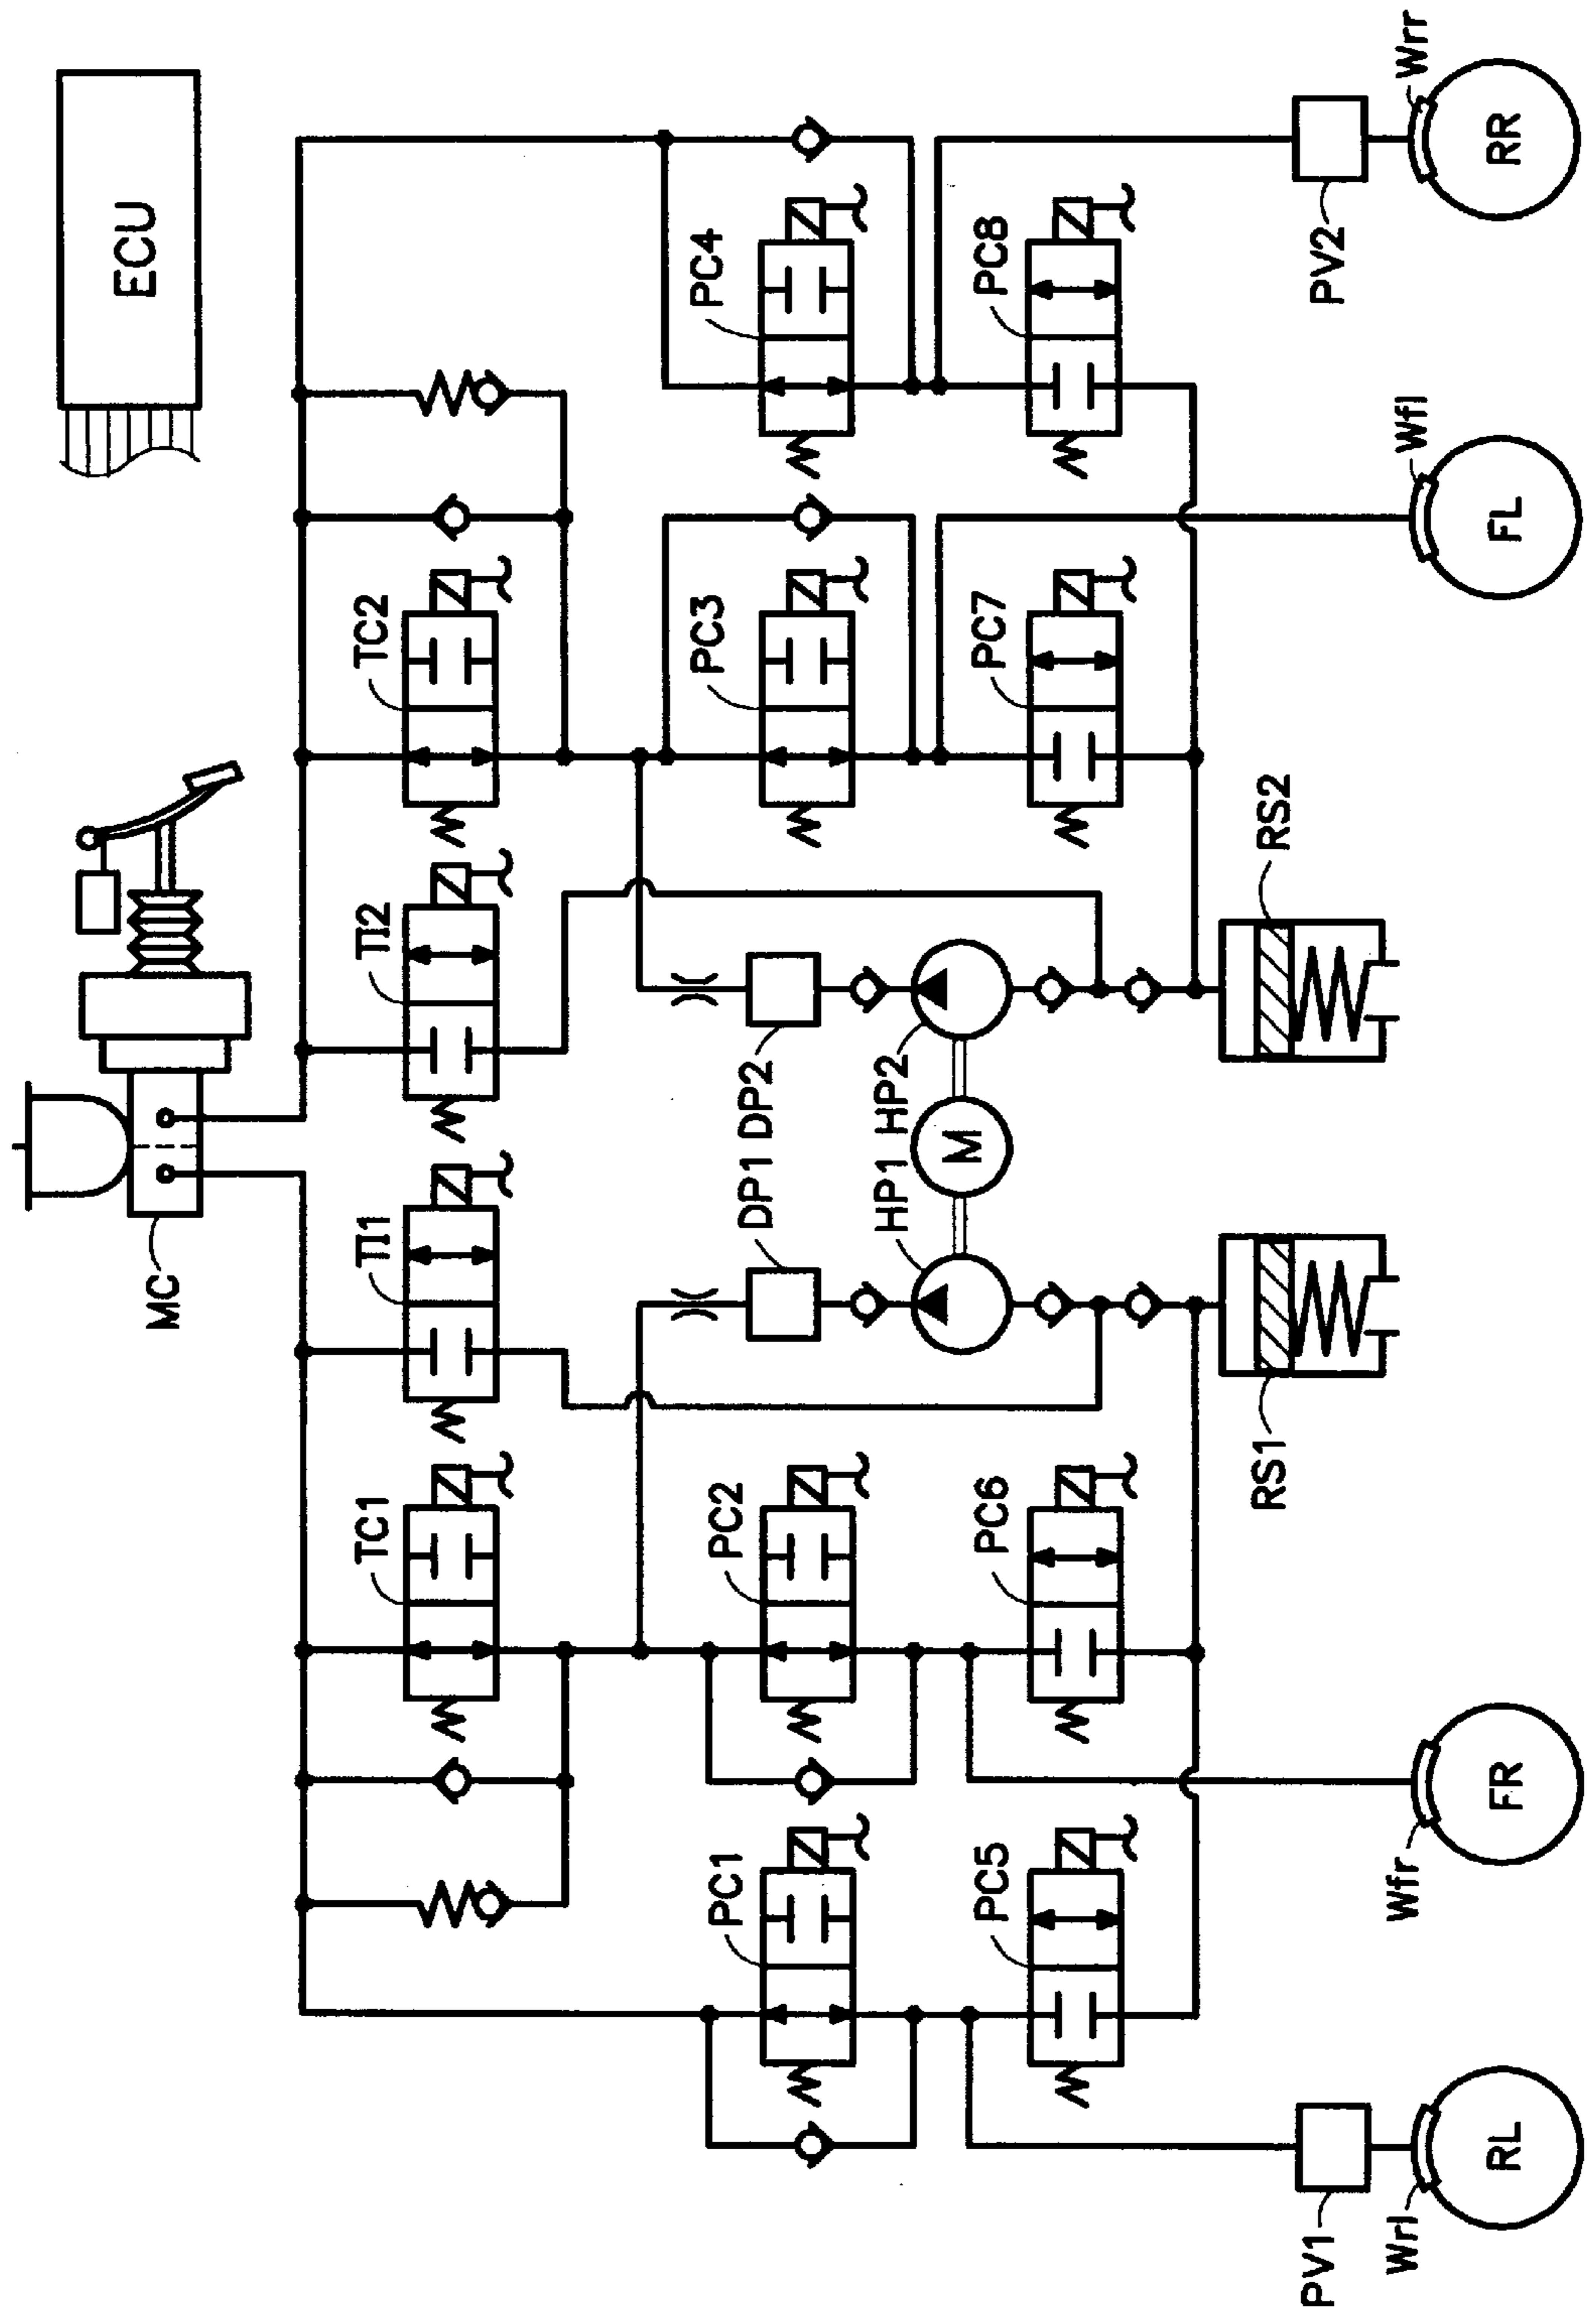 ECU
MC
TC1
TI1
TI2
TC2
PC1
PC2
DP1
DP2
PC3
PC4
HP1
HP2
M
PC5
PC6
PC7
PC8
RS1
RS2
PV1
PV2
Wrl
Wfr
Wfl
Wrr
RL
FR
FL
RR